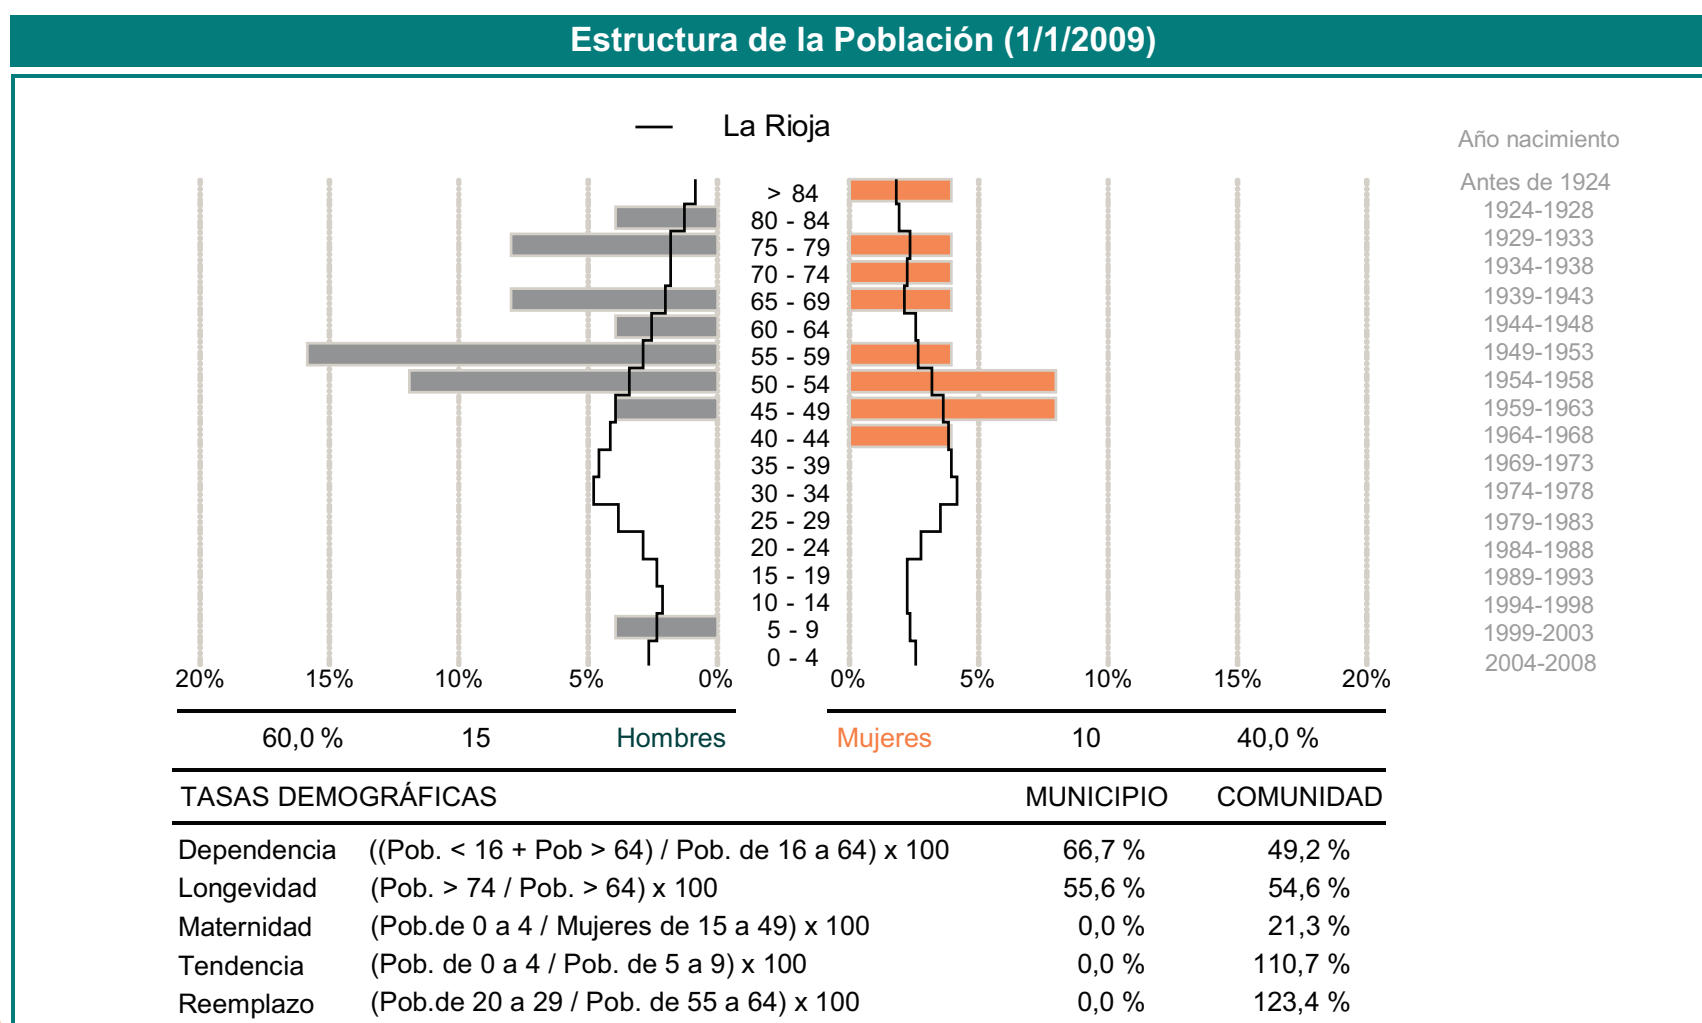 Estructura de la Población (1/1/2009)
La Rioja
Año nacimiento
> 84 Antes de 1924
80 - 84 1924-1928
75 - 79 1929-1933
70 - 74 1934-1938
65 - 69 1939-1943
60 - 64 1944-1948
55 - 59 1949-1953
50 - 54 1954-1958
45 - 49 1959-1963
40 - 44 1964-1968
35 - 39 1969-1973
30 - 34 1974-1978
25 - 29 1979-1983
20 - 24 1984-1988
15 - 19 1989-1993
10 - 14 1994-1998
5 - 9 1999-2003
0 - 4 2004-2008
20% 15% 10% 5% 0% 0% 5% 10% 15% 20%
60,0 % 15 Hombres Mujeres 10 40,0 %
TASAS DEMOGRÁFICAS MUNICIPIO COMUNIDAD
Dependencia ((Pob. < 16 + Pob > 64) / Pob. de 16 a 64) x 100 66,7 % 49,2 %
Longevidad (Pob. > 74 / Pob. > 64) x 100 55,6 % 54,6 %
Maternidad (Pob.de 0 a 4 / Mujeres de 15 a 49) x 100 0,0 % 21,3 %
Tendencia (Pob. de 0 a 4 / Pob. de 5 a 9) x 100 0,0 % 110,7 %
Reemplazo (Pob.de 20 a 29 / Pob. de 55 a 64) x 100 0,0 % 123,4 %